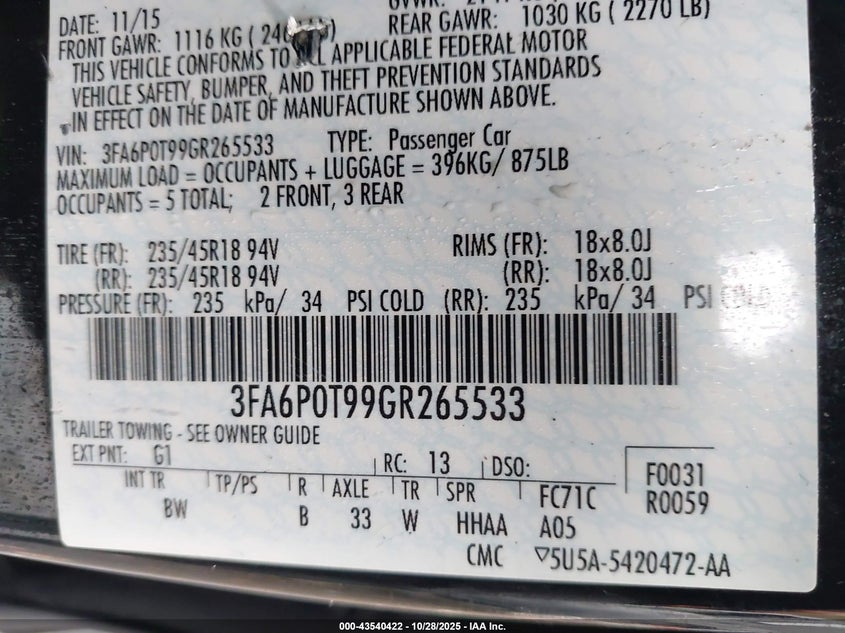 DATE: 11/15
REAR GAWR: 1030 KG ( 2270 LB)
FRONT GAWR: 1116 KG
THIS VEHICLE CONFORMS TO APPLICABLE FEDERAL MOTOR
VEHICLE SAFETY, BUMPER, AND THEFT PREVENTION STANDARDS
IN EFFECT ON THE DATE OF MANUFACTURE SHOWN ABOVE.
VIN: 3FA6P0T99GR265533 TYPE: Passenger Car
MAXIMUM LOAD = OCCUPANTS + LUGGAGE = 396KG/ 875LB
OCCUPANTS = 5 TOTAL; 2 FRONT, 3 REAR
TIRE (FR): 235/45R18 94V RIMS (FR): 18x8.0J
(RR): 235/45R18 94V (RR): 18x8.0J
PRESSURE (FR): 235 kPa/ 34 PSI COLD (RR): 235 kPa/ 34 PSI COLD
3FA6P0T99GR265533
TRAILER TOWING - SEE OWNER GUIDE
EXT PNT: G1 RC: 13 DSO: F0031
INT TR TP/PS R AXLE TR SPR FC71C R0059
BW B 33 W HHAA A05
CMC ▽5U5A-5420472-AA
000-43540422 - 10/28/2025 - IAA Inc.